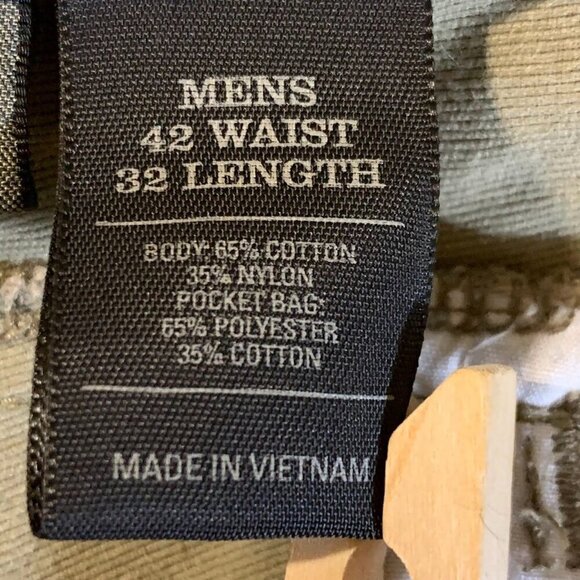 MENS
42 WAIST
32 LENGTH
BODY: 65% COTTON
35% NYLON
POCKET BAG:
65% POLYESTER
35% COTTON
MADE IN VIETNAM